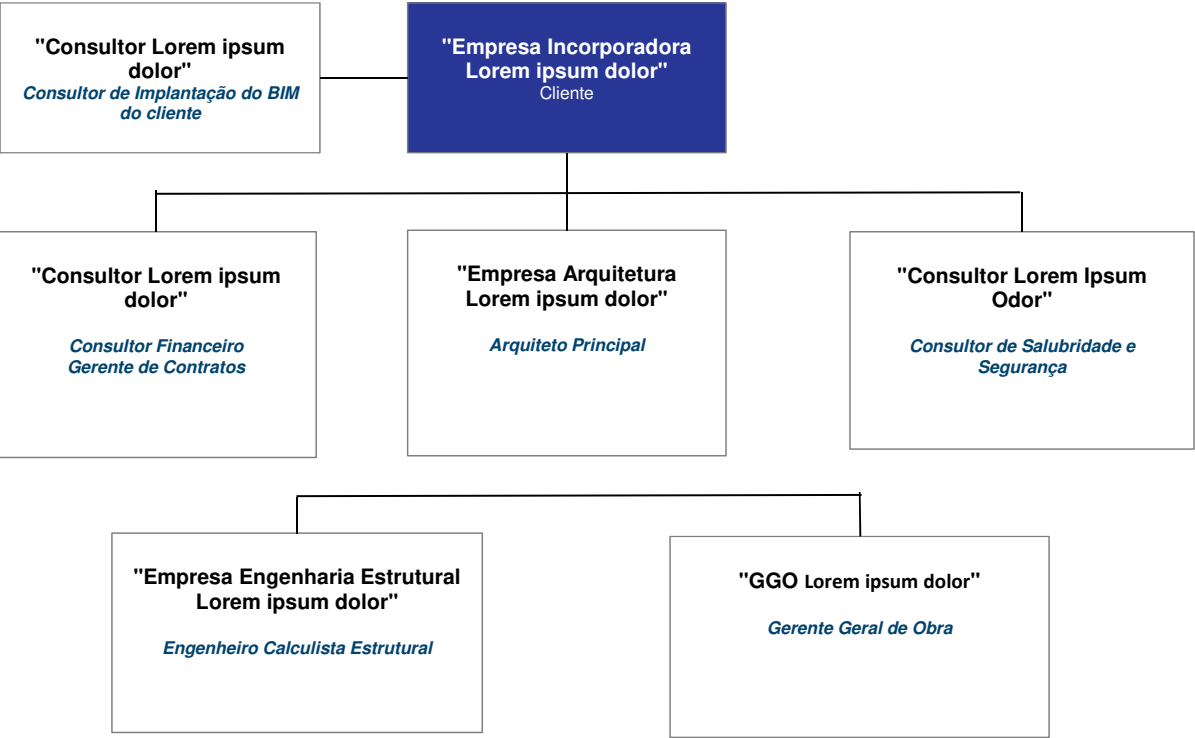 "Consultor Lorem ipsum
dolor"
Consultor de Implantação do BIM
do cliente
"Empresa Incorporadora
Lorem ipsum dolor"
Cliente
"Consultor Lorem ipsum
dolor"
Consultor Financeiro
Gerente de Contratos
"Empresa Arquitetura
Lorem ipsum dolor"
Arquiteto Principal
"Consultor Lorem Ipsum
Odor"
Consultor de Salubridade e
Segurança
"Empresa Engenharia Estrutural
Lorem ipsum dolor"
Engenheiro Calculista Estrutural
"GGO Lorem ipsum dolor"
Gerente Geral de Obra